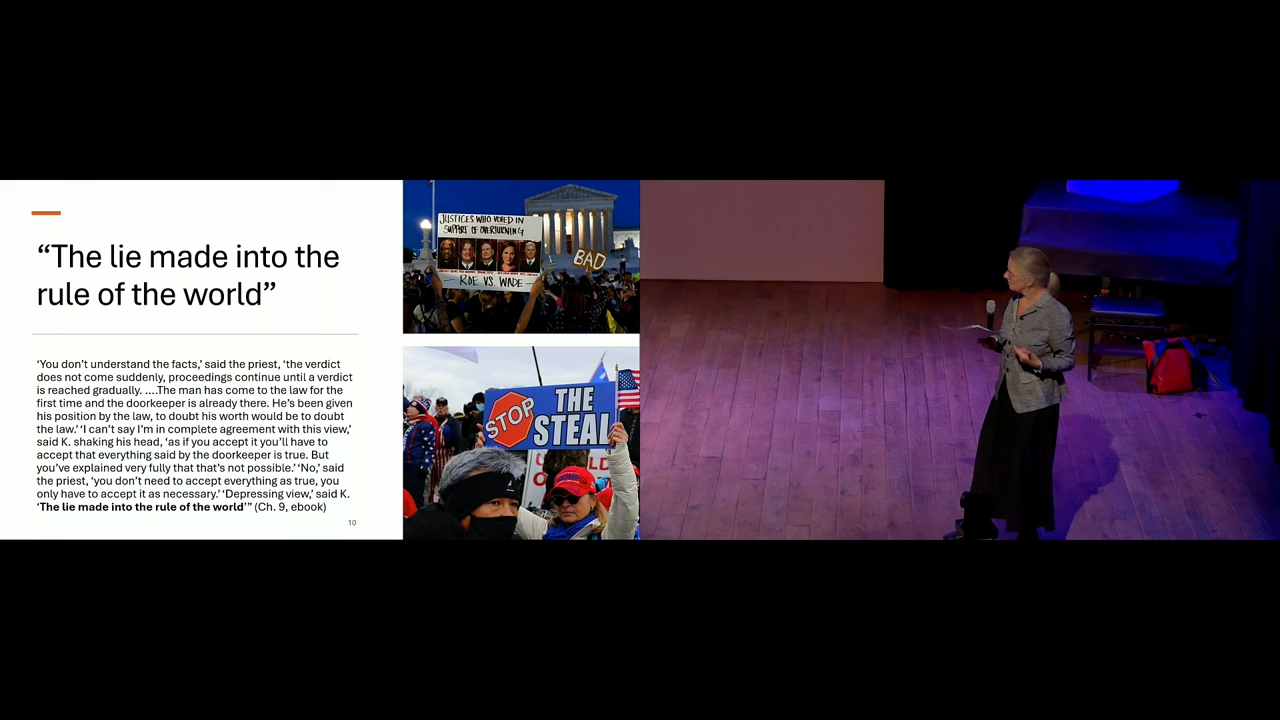 “The lie made into the
rule of the world”
‘You don’t understand the facts,’ said the priest, ‘the verdict
does not come suddenly, proceedings continue until a verdict
is reached gradually. ....The man has come to the law for the
first time and the doorkeeper is already there. He’s been given
his position by the law, to doubt his worth would be to doubt
the law.’ ‘I can’t say I’m in complete agreement with this view,’
said K. shaking his head, ‘as if you accept it you’ll have to
accept that everything said by the doorkeeper is true. But
you’ve explained very fully that that’s not possible.’ ‘No,’ said
the priest, ‘you don’t need to accept everything as true, you
only have to accept it as necessary.’ ‘Depressing view,’ said K.
‘The lie made into the rule of the world’” (Ch. 9, ebook)
10
JUSTICES WHO VOTED IN
SUPPORT OF OVERTURNING
ROE VS. WADE
BAD
STOP
THE
STEAL